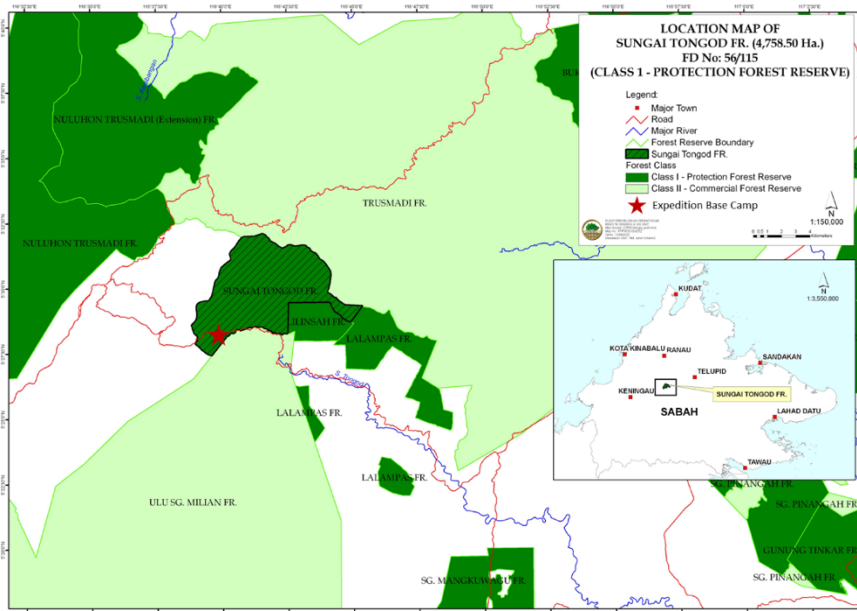 LOCATION MAP OF
SUNGAI TONGOD FR. (4,758.50 Ha.)
FD No: 56/115
(CLASS 1 - PROTECTION FOREST RESERVE)
Legend:
Major Town
Road
Major River
Forest Reserve Boundary
Sungai Tongod FR.
Forest Class
Class I - Protection Forest Reserve
Class II - Commercial Forest Reserve
Expedition Base Camp
N
1:150,000
Kilometers
NULUHON TRUSMADI (Extension) FR.
TRUSMADI FR.
NULUHON TRUSMADI FR.
SUNGAI TONGOD FR.
JILINSAH FR.
LALAMPAS FR.
LALAMPAS FR.
LALAMPAS FR.
ULU SG. MILIAN FR.
SG. MANGKUWAGU FR.
SG. PINANGAH FR.
SG. PINANGAH FR
GUNUNG TINKAR FR.
SG. PINANGAH FR.
N
1:3,550,000
KUDAT
KOTA KINABALU
RANAU
SANDAKAN
TELUPID
KENINGAU
SUNGAI TONGOD FR.
SABAH
LAHAD DATU
TAWAU